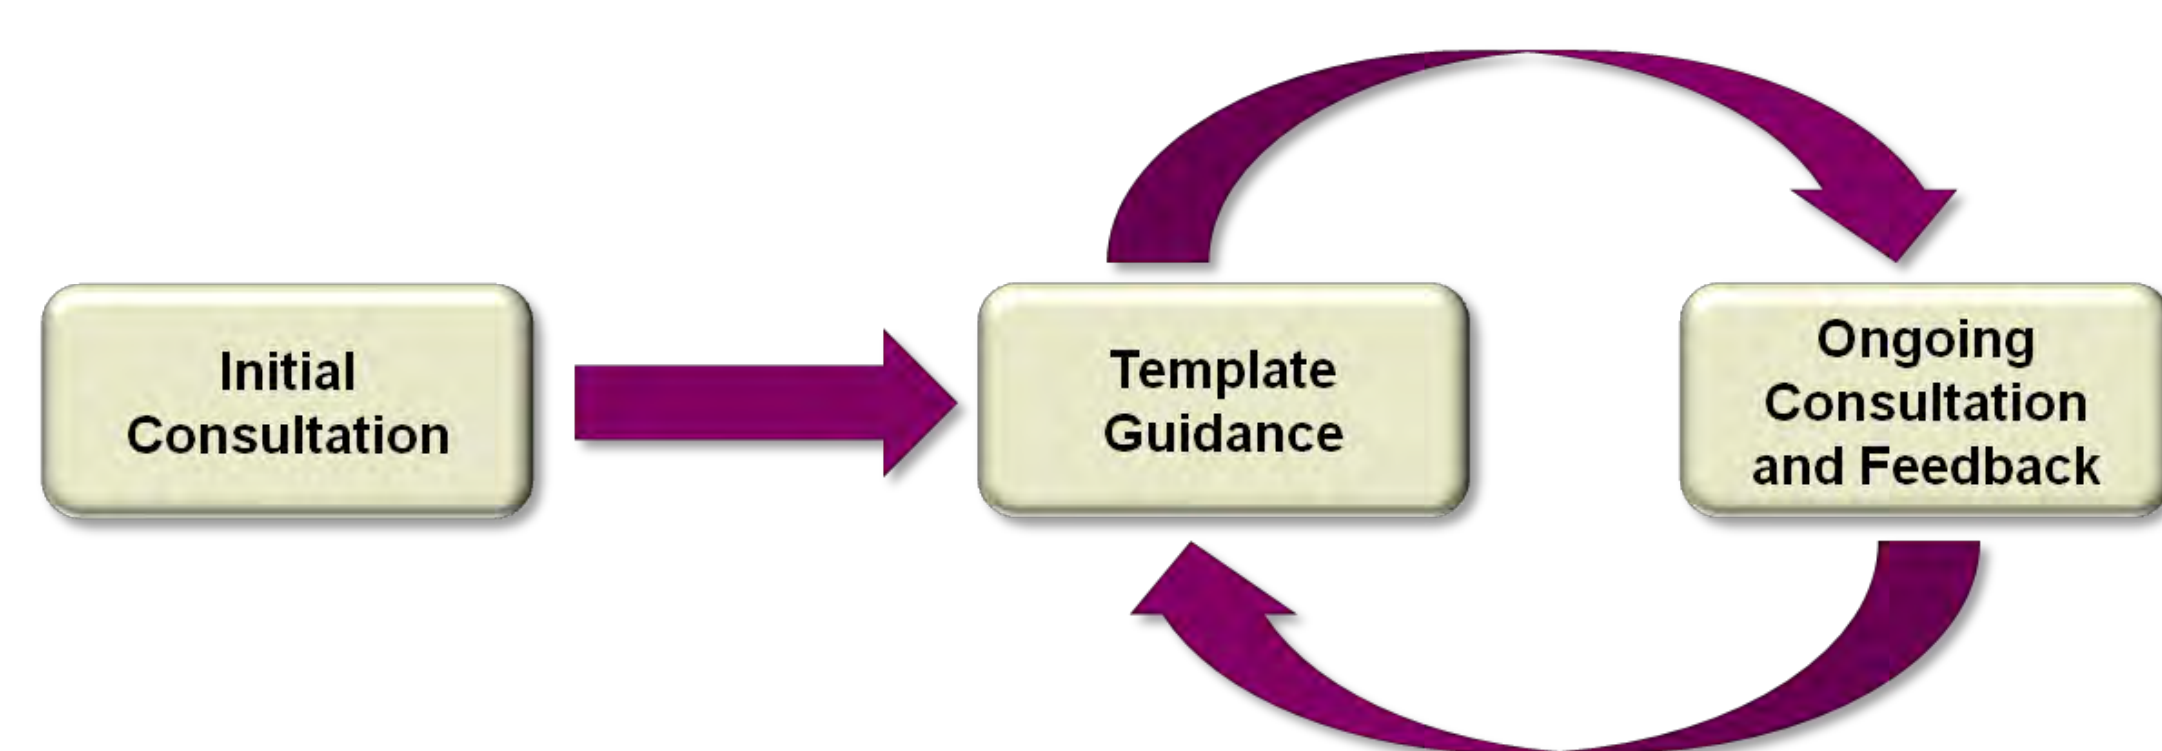 Initial
Consultation
Template
Guidance
Ongoing
Consultation
and Feedback